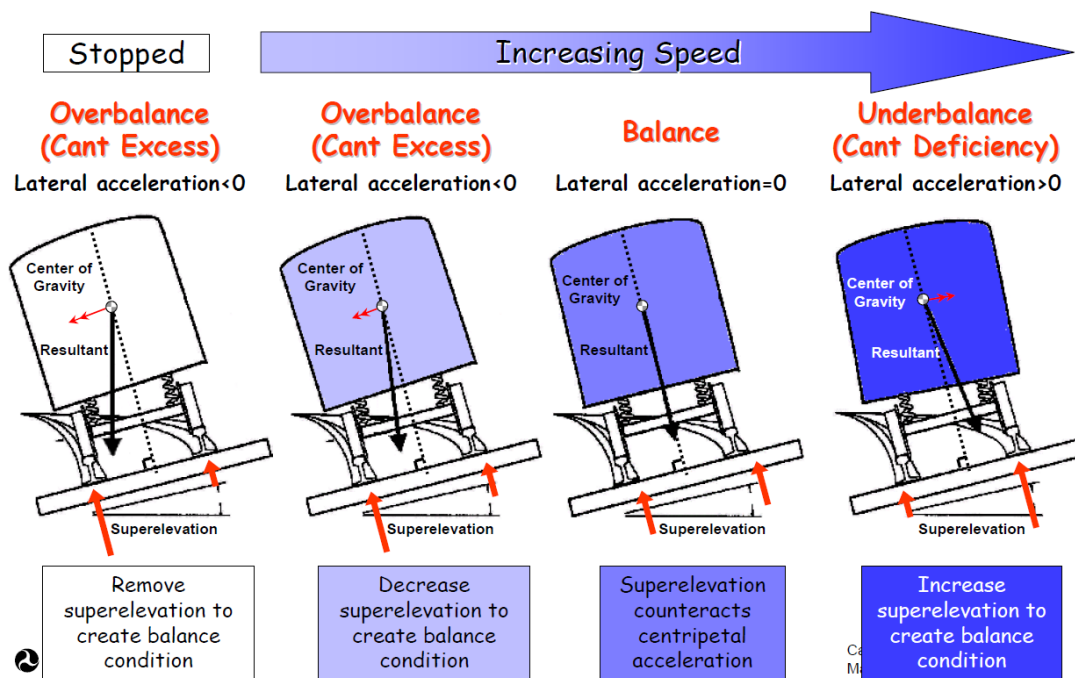 Stopped
Increasing Speed
Overbalance
(Cant Excess)
Lateral acceleration<0
Overbalance
(Cant Excess)
Lateral acceleration<0
Balance
Lateral acceleration=0
Underbalance
(Cant Deficiency)
Lateral acceleration>0
Center of
Gravity
Resultant
Superelevation
Center of
Gravity
Resultant
Superelevation
Center of
Gravity
Resultant
Superelevation
Center of
Gravity
Resultant
Superelevation
Remove
superelevation to
create balance
condition
Decrease
superelevation to
create balance
condition
Superelevation
counteracts
centripetal
acceleration
Increase
superelevation to
create balance
condition
Ca
Ma